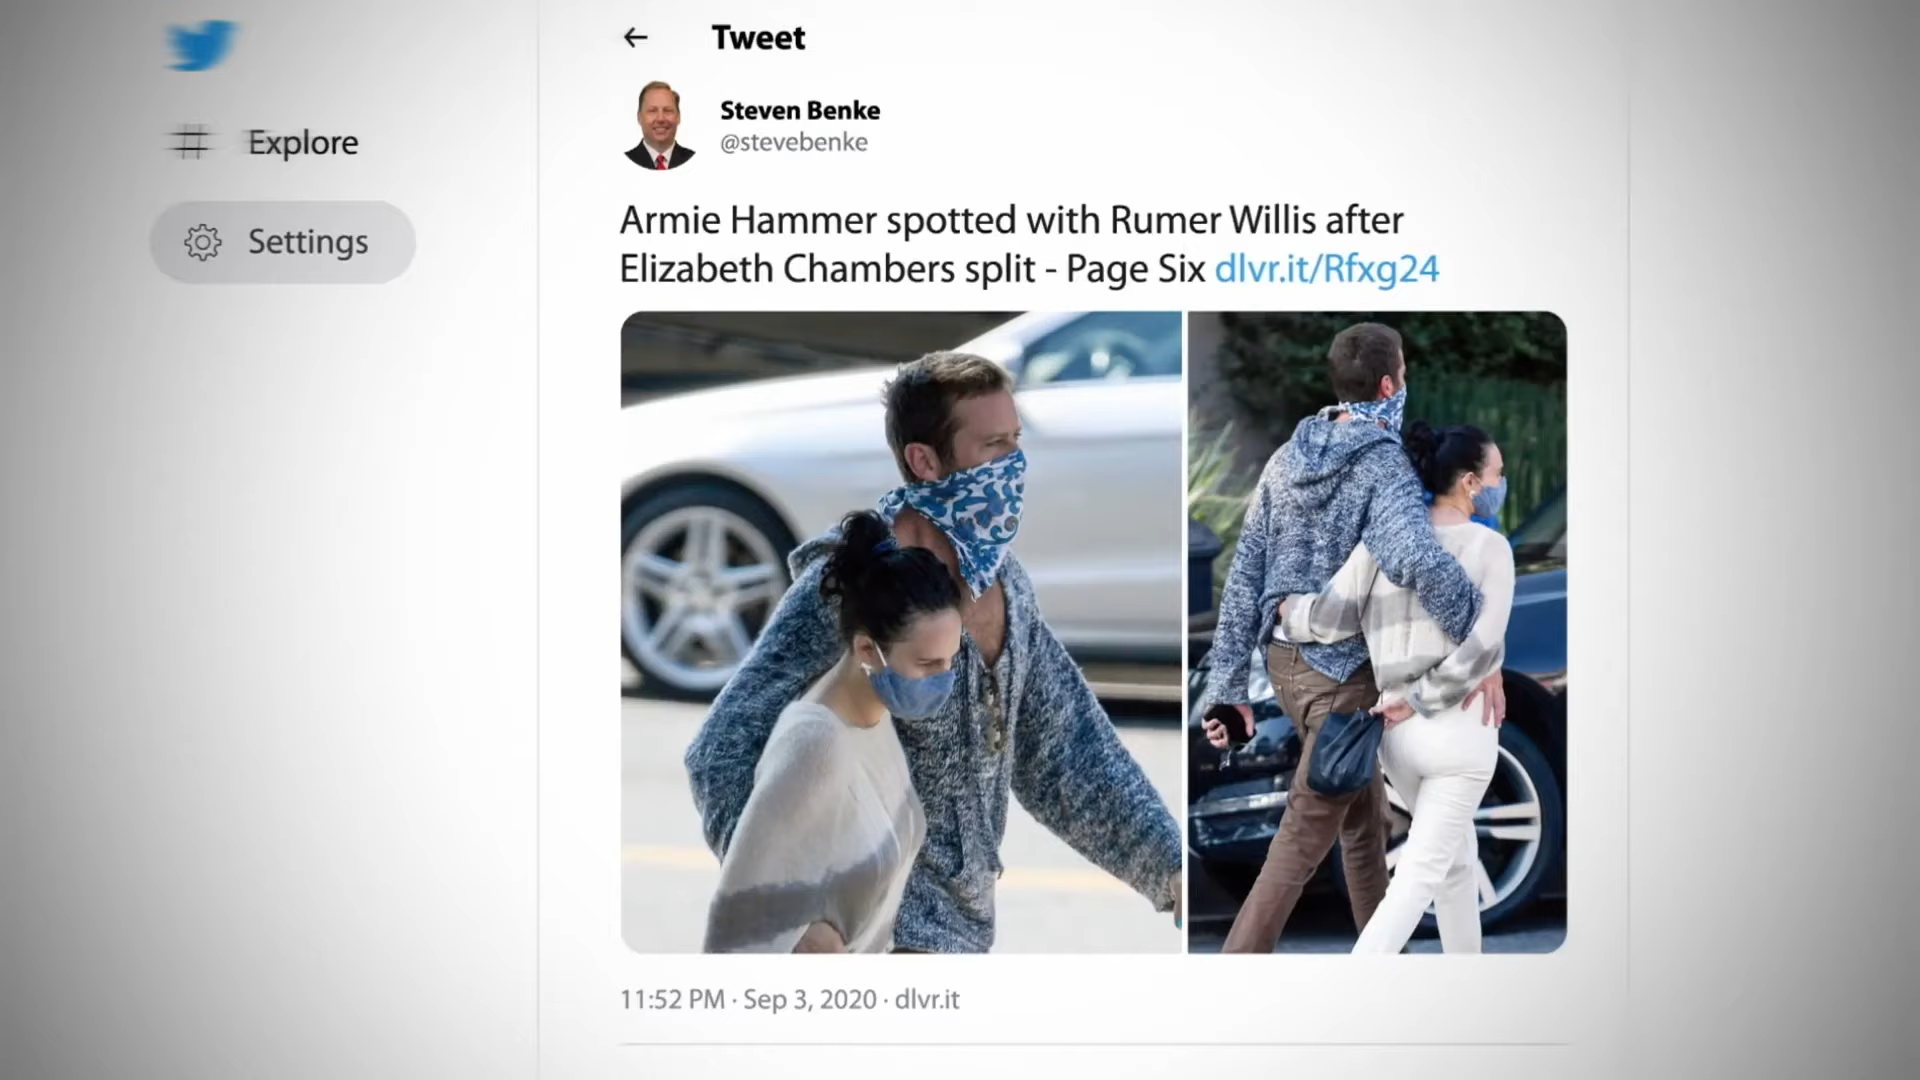 Tweet
Explore
Settings
Steven Benke
@stevebenke
Armie Hammer spotted with Rumer Willis after
Elizabeth Chambers split - Page Six dlvr.it/Rfxg24
11:52 PM · Sep 3, 2020 · dlvr.it